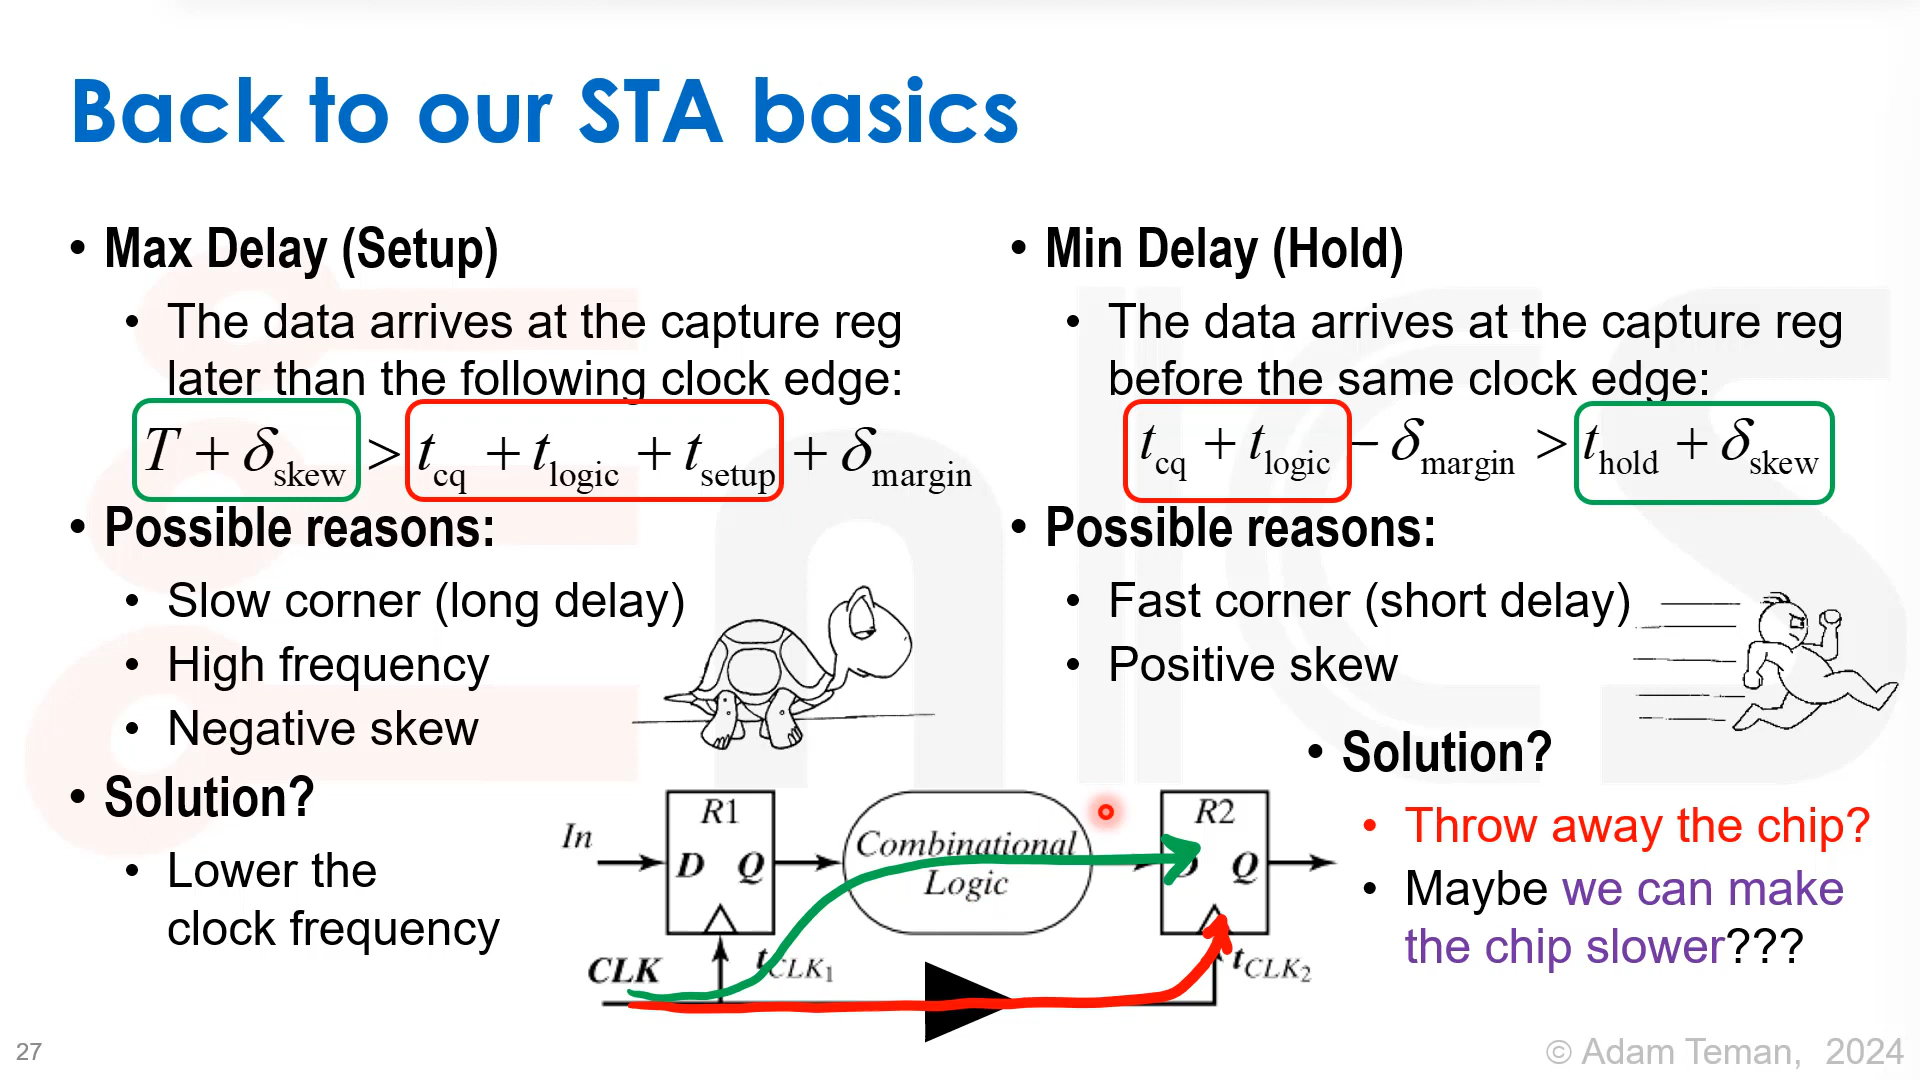 Back to our STA basics
• Max Delay (Setup)
• The data arrives at the capture reg
later than the following clock edge:
T + δskew > tcq + tlogic + tsetup + δmargin
• Possible reasons:
• Slow corner (long delay)
• High frequency
• Negative skew
• Solution?
• Lower the
clock frequency
• Min Delay (Hold)
• The data arrives at the capture reg
before the same clock edge:
tcq + tlogic − δmargin > thold + δskew
• Possible reasons:
• Fast corner (short delay)
• Positive skew
• Solution?
• Throw away the chip?
• Maybe we can make
the chip slower???
In
R1
D Q
Combinational
Logic
R2
D Q
CLK
tCLK1
tCLK2
27
© Adam Teman, 2024
EnICS